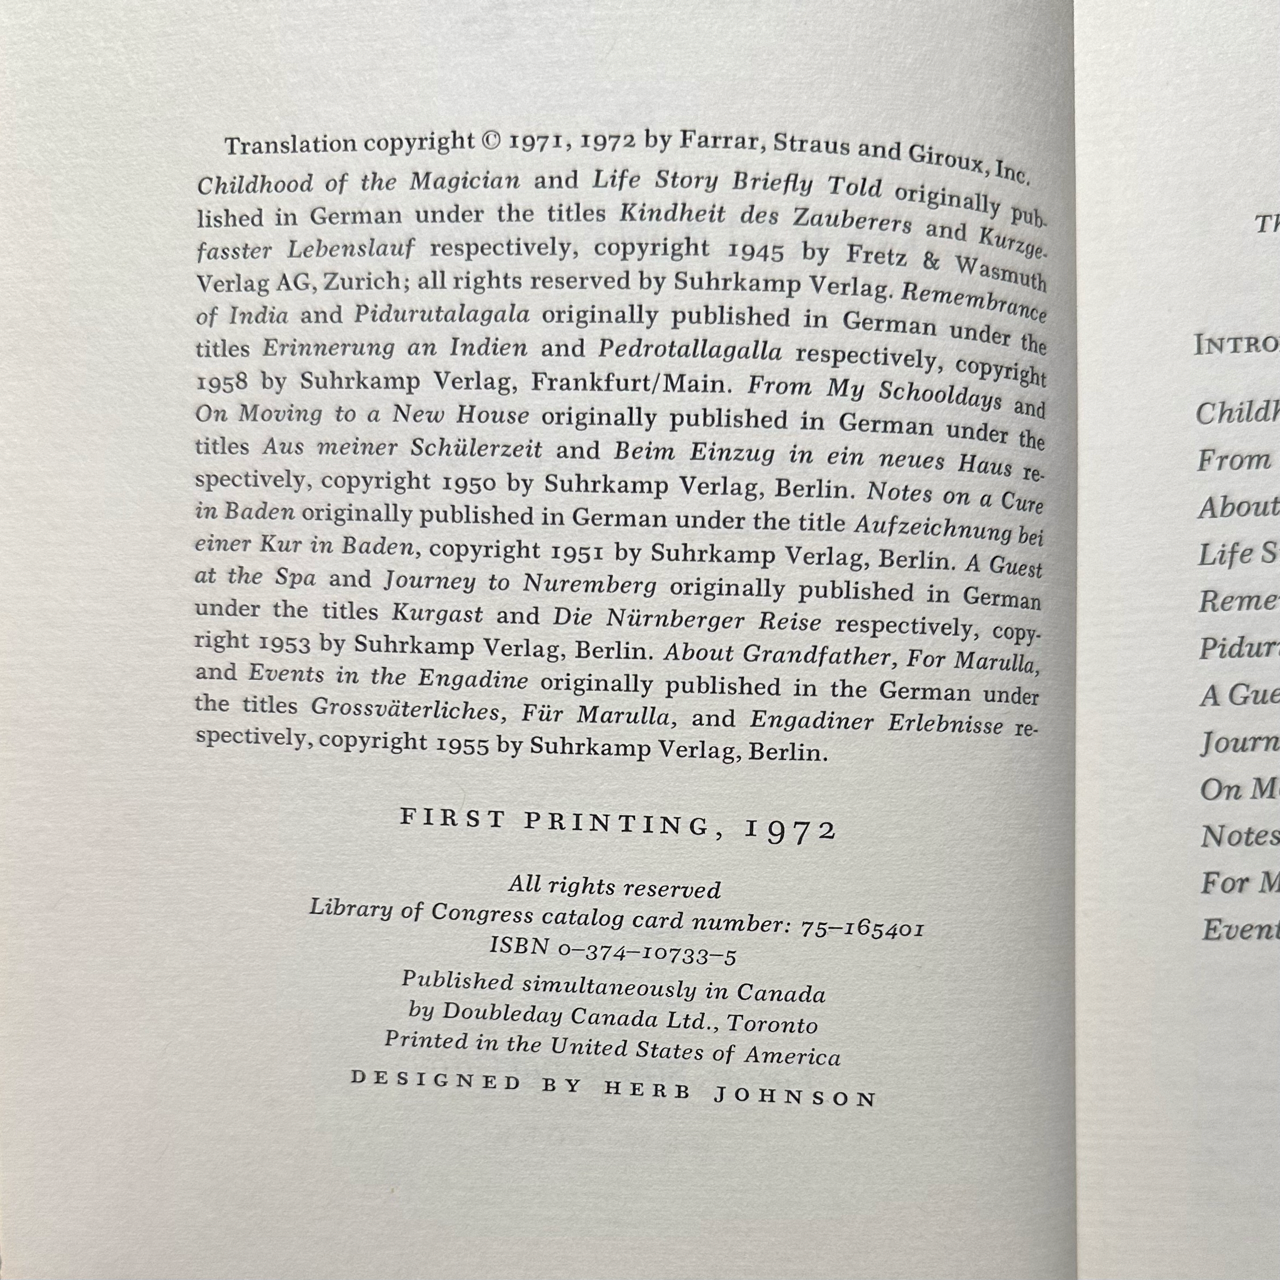 Translation copyright © 1971, 1972 by Farrar, Straus and Giroux, Inc.
Childhood of the Magician and Life Story Briefly Told originally pub-
lished in German under the titles Kindheit des Zauberers and Kurzge-
fasster Lebenslauf respectively, copyright 1945 by Fretz & Wasmuth
Verlag AG, Zurich; all rights reserved by Suhrkamp Verlag. Remembrance
of India and Pidurutalagala originally published in German under the
titles Erinnerung an Indien and Pedrotallagalla respectively, copyright
1958 by Suhrkamp Verlag, Frankfurt/Main. From My Schooldays and
On Moving to a New House originally published in German under the
titles Aus meiner Schülerzeit and Beim Einzug in ein neues Haus re-
spectively, copyright 1950 by Suhrkamp Verlag, Berlin. Notes on a Cure
in Baden originally published in German under the title Aufzeichnung bei
einer Kur in Baden, copyright 1951 by Suhrkamp Verlag, Berlin. A Guest
at the Spa and Journey to Nuremberg originally published in German
under the titles Kurgast and Die Nürnberger Reise respectively, copy-
right 1953 by Suhrkamp Verlag, Berlin. About Grandfather, For Marulla,
and Events in the Engadine originally published in the German under
the titles Grossväterliches, Für Marulla, and Engadiner Erlebnisse re-
spectively, copyright 1955 by Suhrkamp Verlag, Berlin.
FIRST PRINTING, 1972
All rights reserved
Library of Congress catalog card number: 75–165401
ISBN 0–374–10733–5
Published simultaneously in Canada
by Doubleday Canada Ltd., Toronto
Printed in the United States of America
DESIGNED BY HERB JOHNSON
From
About
Life S
A Gue
On M
Notes
For M